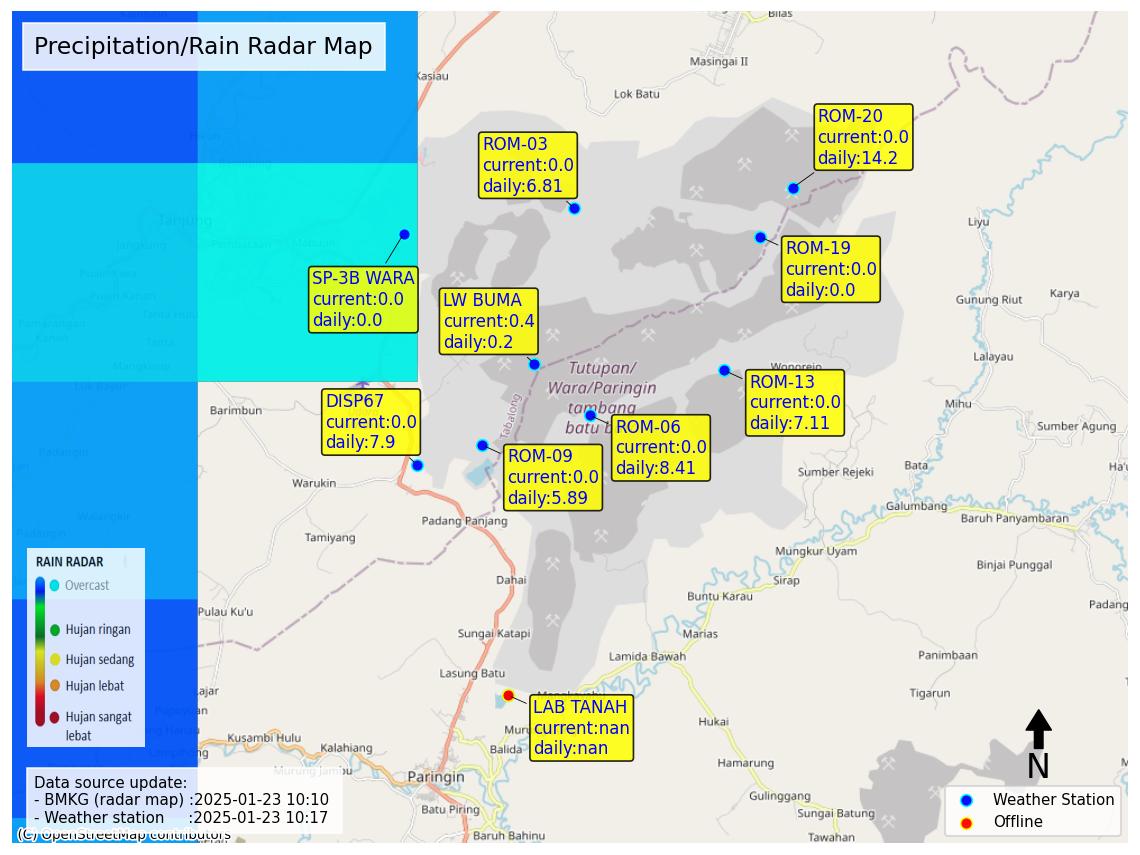 Precipitation/Rain Radar Map
Bilas
Masingai II
Kasiau
Lok Batu
ROM-20
current:0.0
daily:14.2
ROM-03
current:0.0
daily:6.81
Tanjung
Liyu
SP-3B WARA
current:0.0
daily:0.0
ROM-19
current:0.0
daily:0.0
LW BUMA
current:0.4
daily:0.2
Gunung Riut
Karya
Lalayau
Tutupan/
Wara/Paringin
tambang
batu
Wonorejo
ROM-13
current:0.0
daily:7.11
DISP67
current:0.0
daily:7.9
Barimbun
Tabalong
Mihu
ROM-06
current:0.0
daily:8.41
Sumber Agung
ROM-09
current:0.0
daily:5.89
Warukin
Sumber Rejeki
Bata
Ha'u
Padang Panjang
Galumbang
Baruh Panyambaran
Tamiyang
Mungkur Uyam
Binjai Punggal
RAIN RADAR
Overcast
Hujan ringan
Hujan sedang
Hujan lebat
Hujan sangat
lebat
Dahai
Sirap
Buntu Karau
Padang
Pulau Ku'u
Sungai Katapi
Marias
Lamida Bawah
Panimbaan
Lasung Batu
Tigarun
LAB TANAH
current:nan
daily:nan
Hukai
Kusambi Hulu
Kalahiang
Balida
Murung Jambu
Paringin
Hamarung
N
Data source update:
- BMKG (radar map) :2025-01-23 10:10
- Weather station :2025-01-23 10:17
Gulinggang
Batu Piring
Sungai Batung
Weather Station
Offline
Baruh Bahinu
Tawahan
(C) OpenStreetMap contributors